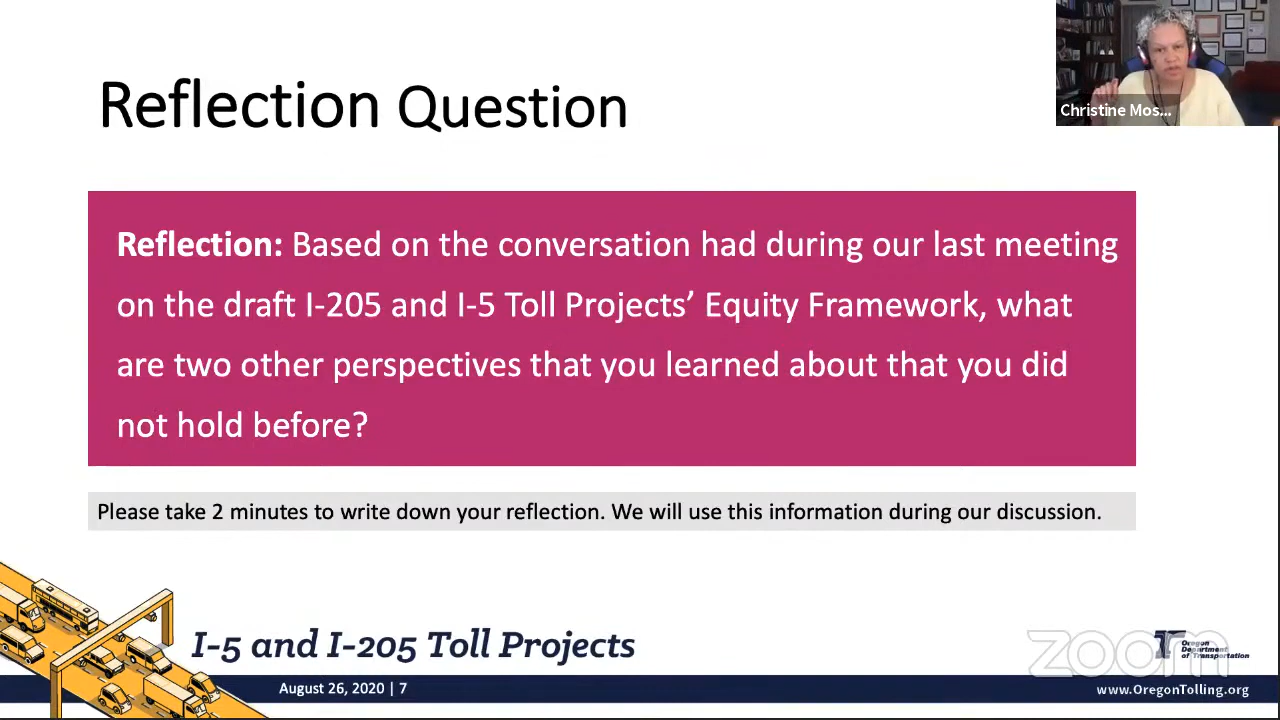 Reflection Question
Christine Mos...
Reflection: Based on the conversation had during our last meeting
on the draft I-205 and I-5 Toll Projects’ Equity Framework, what
are two other perspectives that you learned about that you did
not hold before?
Please take 2 minutes to write down your reflection. We will use this information during our discussion.
I-5 and I-205 Toll Projects
zoom
Oregon
Department
of Transportation
August 26, 2020 | 7
www.OregonTolling.org